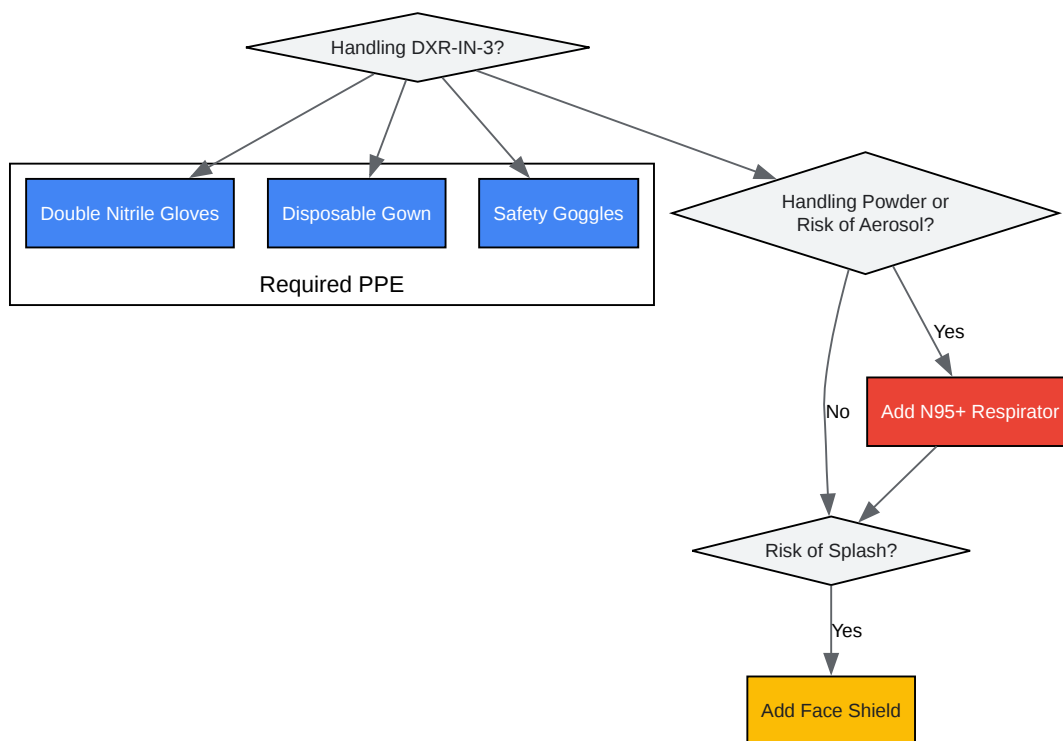 Handling DXR-IN-3?
Double Nitrile Gloves
Disposable Gown
Safety Goggles
Required PPE
Handling Powder or
Risk of Aerosol?
Yes
No
Add N95+ Respirator
Risk of Splash?
Yes
Add Face Shield